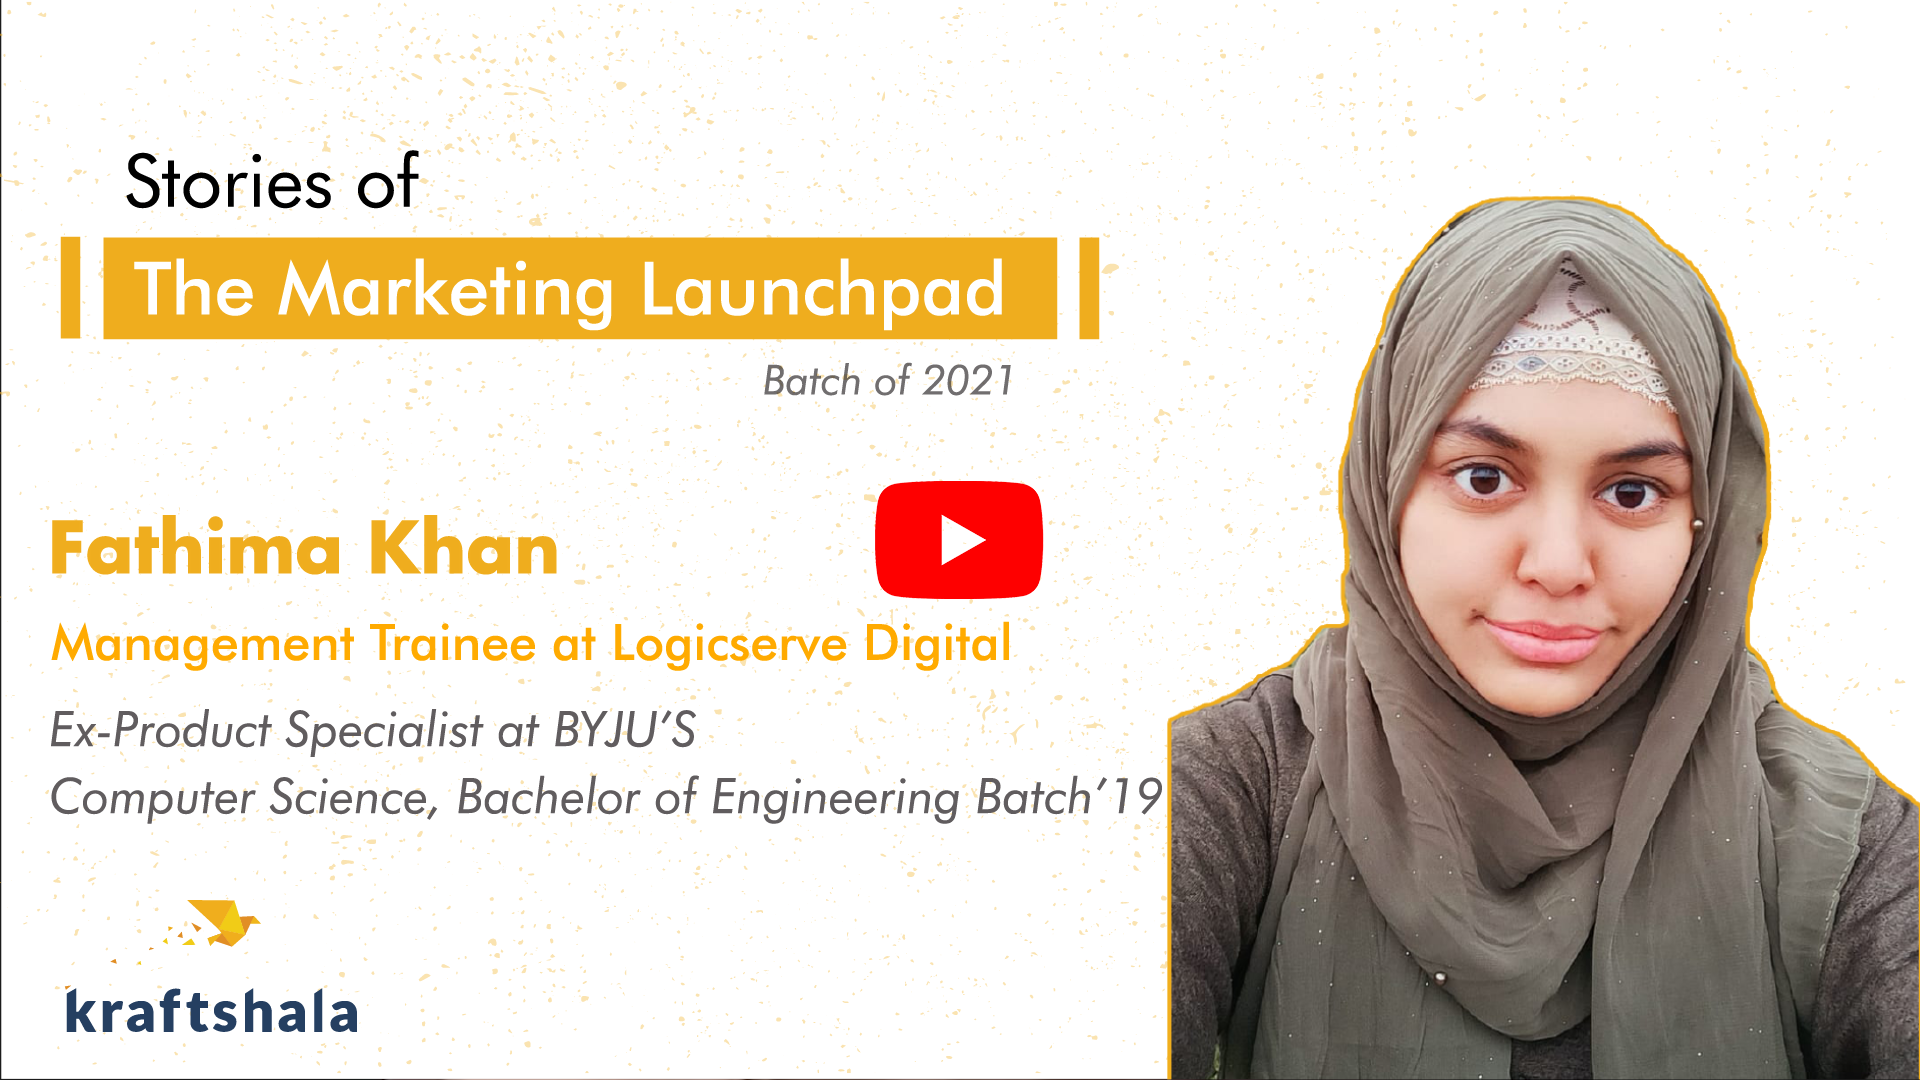 Stories of
The Marketing Launchpad
Batch of 2021
Fathima Khan
Management Trainee at Logicserve Digital
Ex-Product Specialist at BYJU’S
Computer Science, Bachelor of Engineering Batch’19
kraftshala